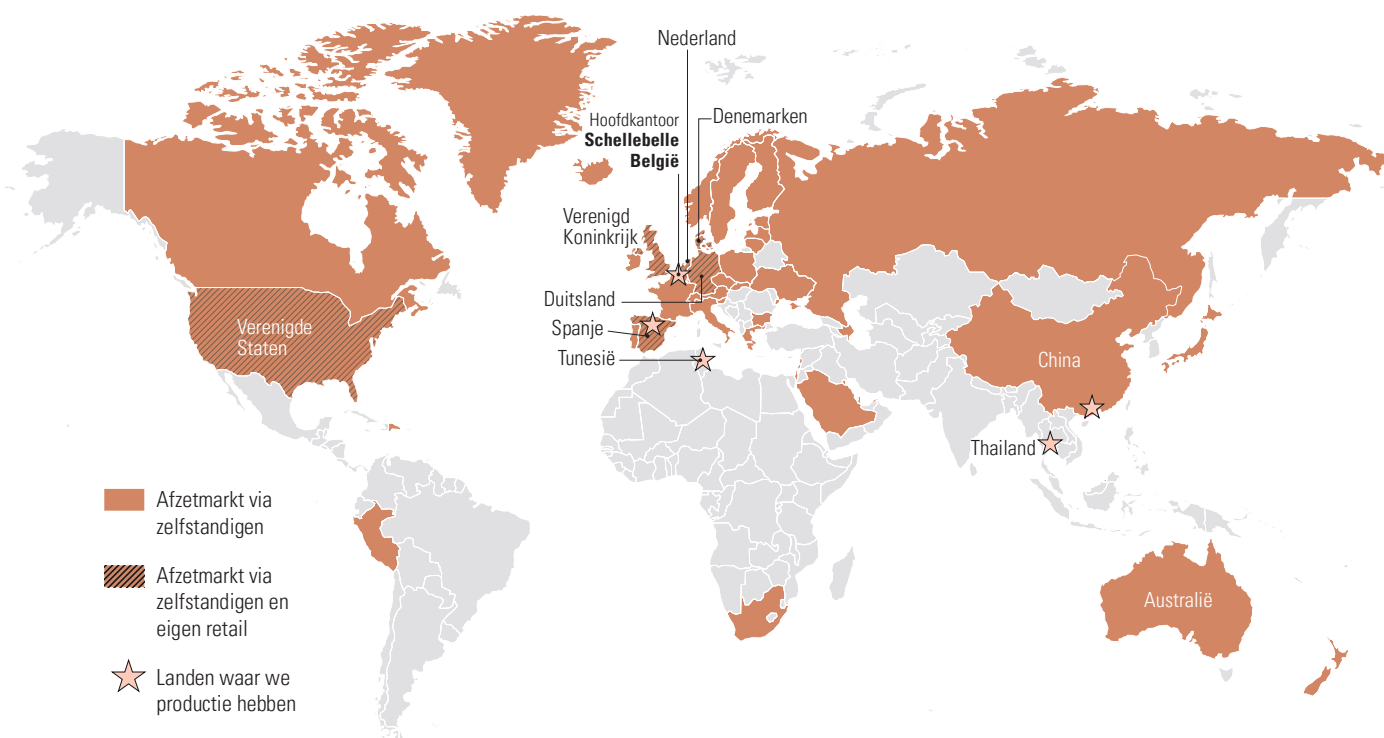 Nederland
Denemarken
Hoofdkantoor
Schellebelle
België
Verenigd
Koninkrijk
Duitsland
Spanje
Tunesië
Verenigde
Staten
China
Thailand
Australië
Afzetmarkt via
zelfstandigen
Afzetmarkt via
zelfstandigen en
eigen retail
Landen waar we
productie hebben